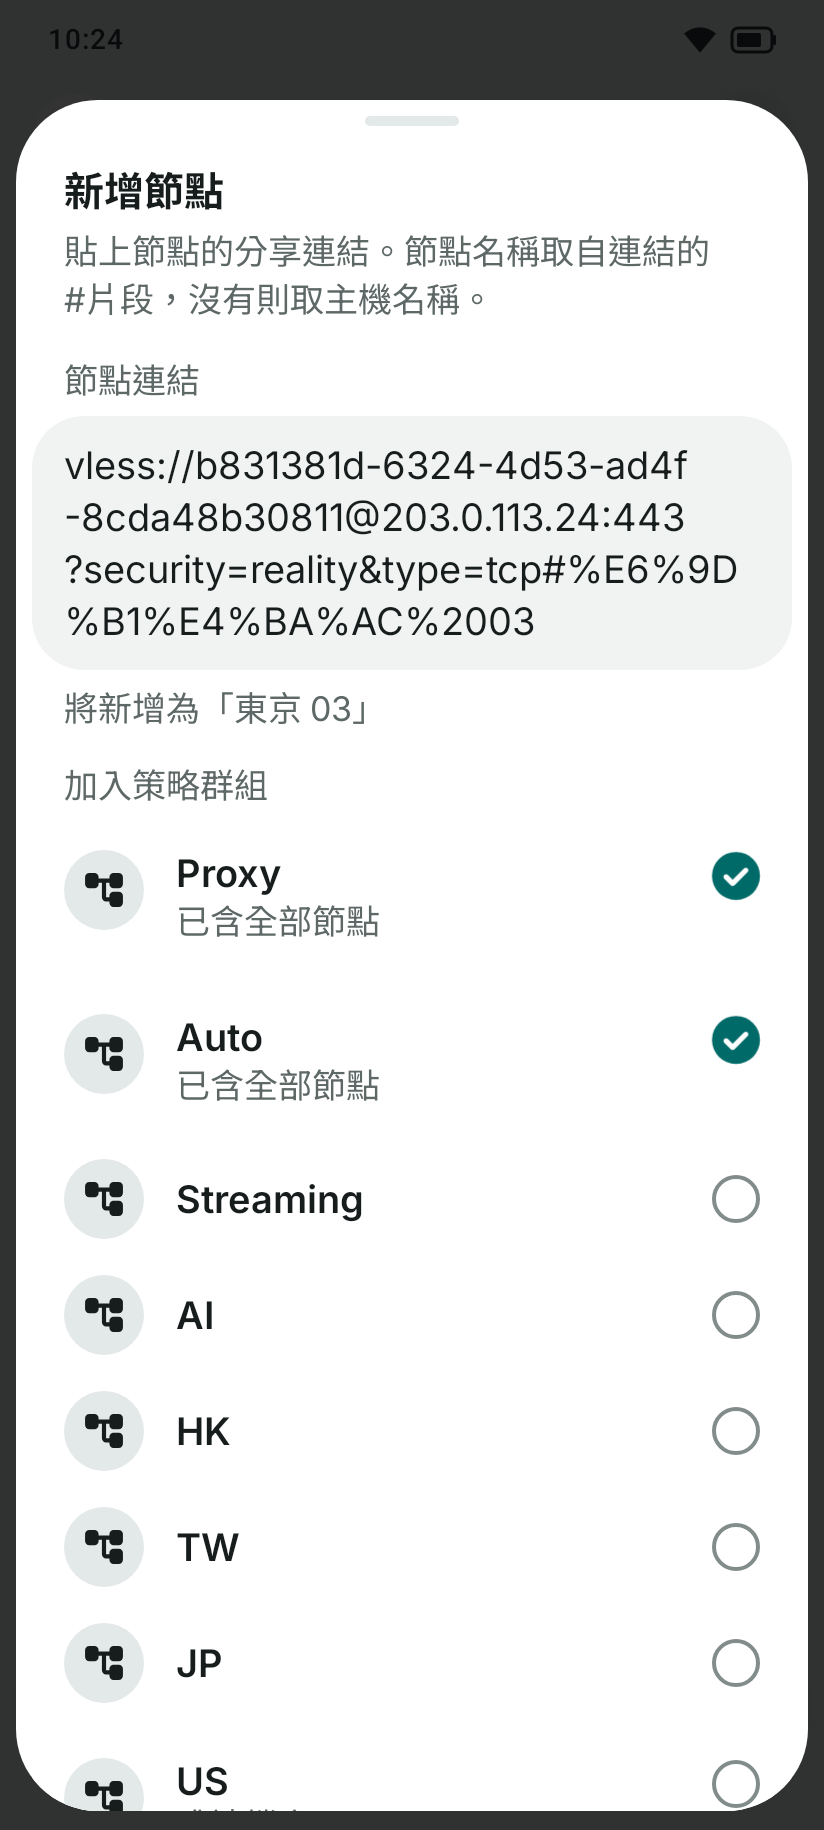 10:24
新增節點
貼上節點的分享連結。節點名稱取自連結的
#片段，沒有則取主機名稱。
節點連結
vless://b831381d-6324-4d53-ad4f
-8cda48b30811@203.0.113.24:443
?security=reality&type=tcp#%E6%9D
%B1%E4%BA%AC%2003
將新增為「東京 03」
加入策略群組
Proxy
已含全部節點
Auto
已含全部節點
Streaming
AI
HK
TW
JP
US